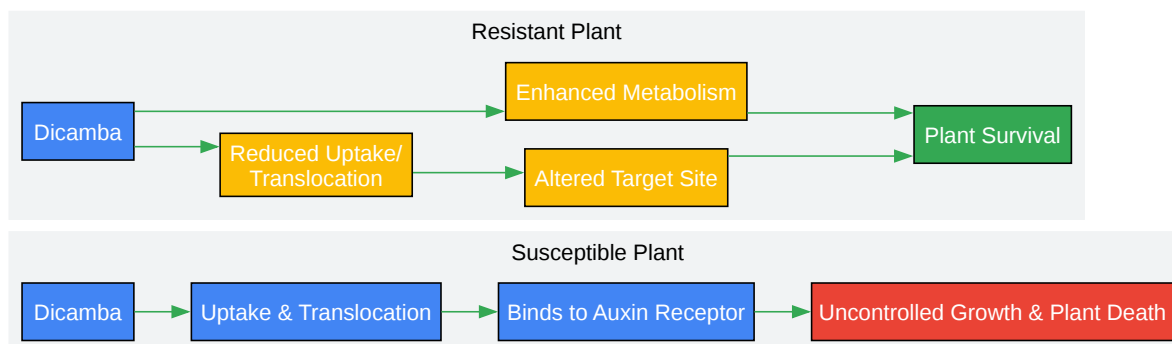 Resistant Plant
Enhanced Metabolism
Dicamba
Plant Survival
Reduced Uptake/
Translocation
Altered Target Site
Susceptible Plant
Dicamba
Uptake & Translocation
Binds to Auxin Receptor
Uncontrolled Growth & Plant Death